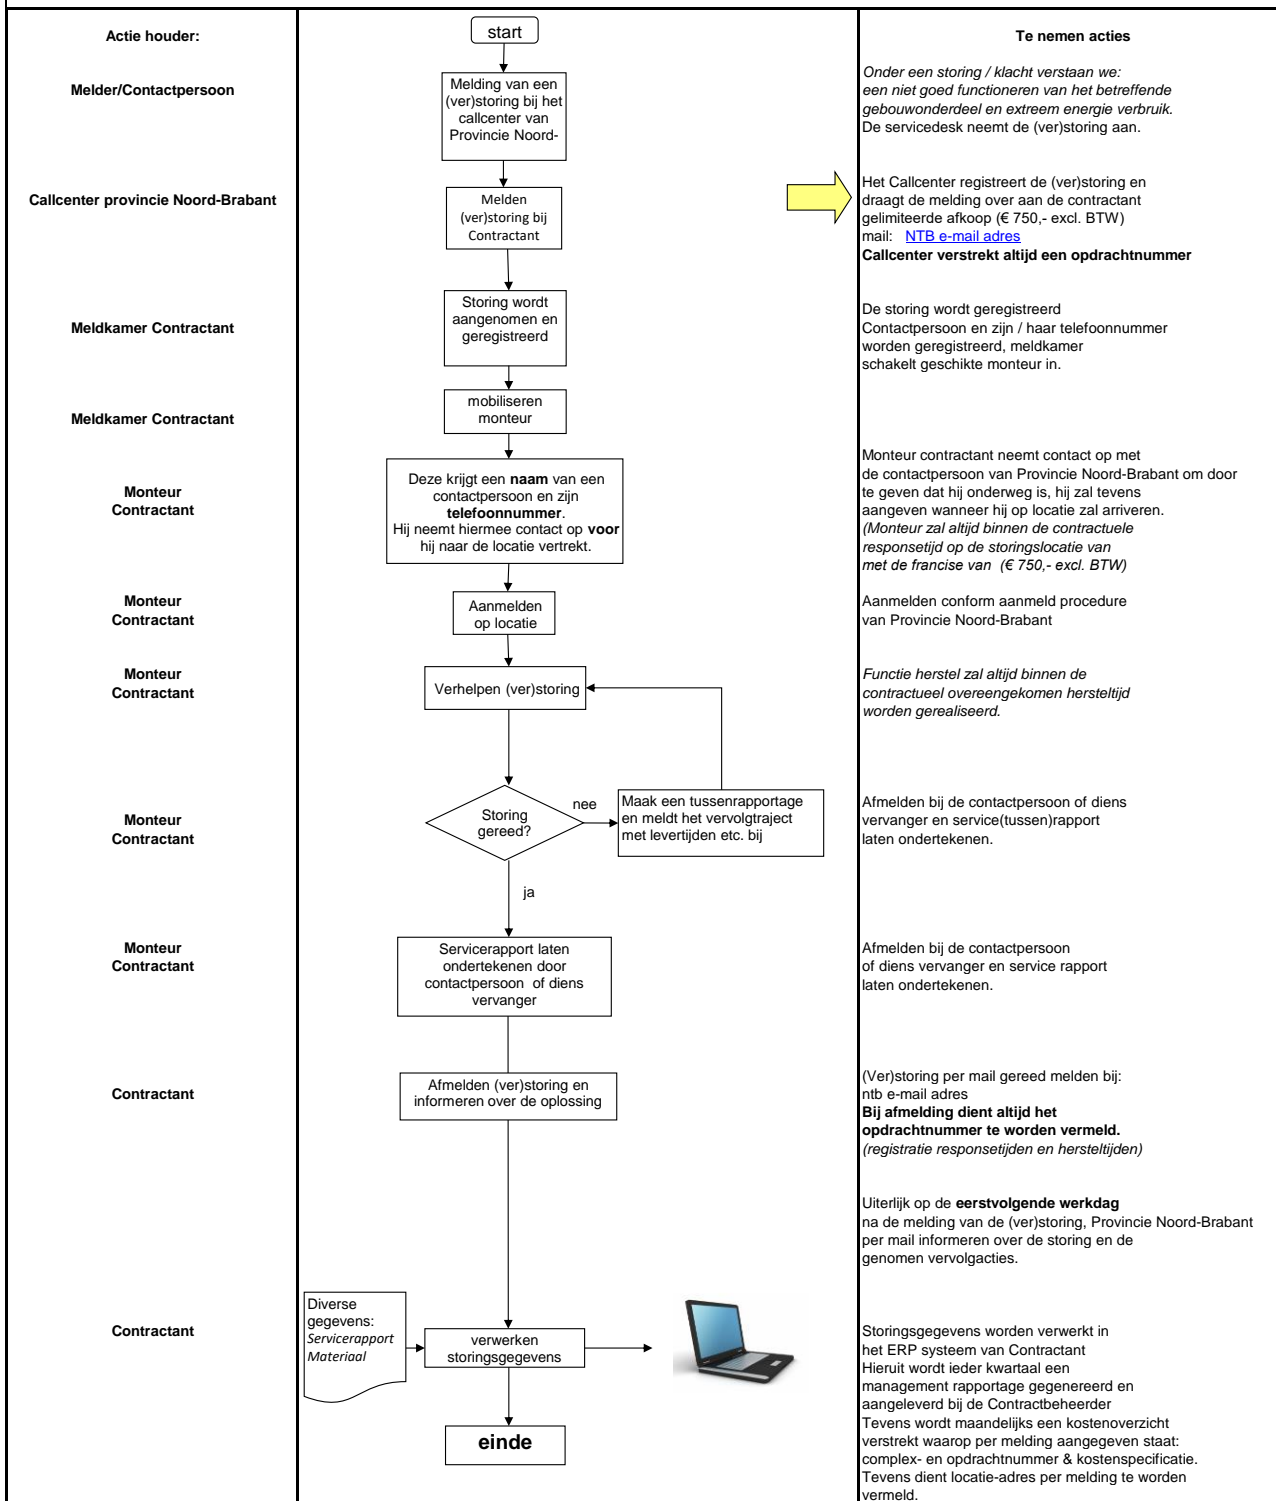 Actie houder:
start
Te nemen acties
Melder/Contactpersoon
Melding van een
(ver)storing bij het
callcenter van
Provincie Noord-
Onder een storing / klacht verstaan we:
een niet goed functioneren van het betreffende
gebouwonderdeel en extreem energie verbruik.
De servicedesk neemt de (ver)storing aan.
Callcenter provincie Noord-Brabant
Melden
(ver)storing bij
Contractant
Het Callcenter registreert de (ver)storing en
draagt de melding over aan de contractant
gelimiteerde afkoop (€ 750,- excl. BTW)
mail: NTB e-mail adres
Callcenter verstrekt altijd een opdrachtnummer
Meldkamer Contractant
Storing wordt
aangenomen en
geregistreerd
De storing wordt geregistreerd
Contactpersoon en zijn / haar telefoonnummer
worden geregistreerd, meldkamer
schakelt geschikte monteur in.
Meldkamer Contractant
mobiliseren
monteur
Monteur
Contractant
Deze krijgt een naam van een
contactpersoon en zijn
telefoonnummer.
Hij neemt hiermee contact op voor
hij naar de locatie vertrekt.
Monteur contractant neemt contact op met
de contactpersoon van Provincie Noord-Brabant om door
te geven dat hij onderweg is, hij zal tevens
aangeven wanneer hij op locatie zal arriveren.
(Monteur zal altijd binnen de contractuele
responsetijd op de storingslocatie van
met de francise van (€ 750,- excl. BTW)
Monteur
Contractant
Aanmelden
op locatie
Aanmelden conform aanmeld procedure
van Provincie Noord-Brabant
Monteur
Contractant
Verhelpen (ver)storing
Functie herstel zal altijd binnen de
contractueel overeengekomen hersteltijd
worden gerealiseerd.
Monteur
Contractant
Storing
gereed?
nee
Maak een tussenrapportage
en meldt het vervolgtraject
met levertijden etc. bij
Afmelden bij de contactpersoon of diens
vervanger en service(tussen)rapport
laten ondertekenen.
ja
Monteur
Contractant
Servicerapport laten
ondertekenen door
contactpersoon of diens
vervanger
Afmelden bij de contactpersoon
of diens vervanger en service rapport
laten ondertekenen.
Contractant
Afmelden (ver)storing en
informeren over de oplossing
(Ver)storing per mail gereed melden bij:
ntb e-mail adres
Bij afmelding dient altijd het
opdrachtnummer te worden vermeld.
(registratie responsetijden en hersteltijden)
Uiterlijk op de eerstvolgende werkdag
na de melding van de (ver)storing, Provincie Noord-Brabant
per mail informeren over de storing en de
genomen vervolgacties.
Contractant
Diverse
gegevens:
Servicerapport
Materiaal
verwerken
storingsgegevens
Storingsgegevens worden verwerkt in
het ERP systeem van Contractant
Hieruit wordt ieder kwartaal een
management rapportage gegenereerd en
aangeleverd bij de Contractbeheerder
Tevens wordt maandelijks een kostenoverzicht
verstrekt waarop per melding aangegeven staat:
complex- en opdrachtnummer & kostenspecificatie.
Tevens dient locatie-adres per melding te worden
vermeld.
einde